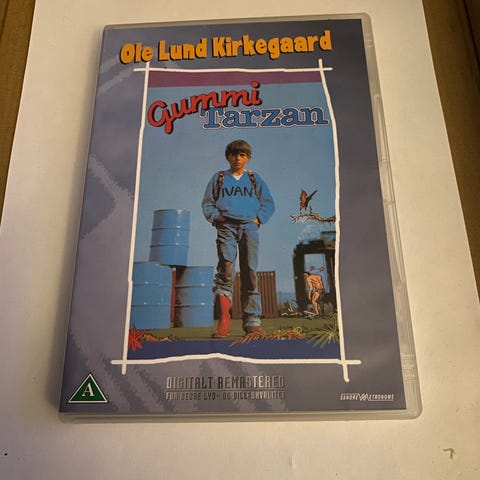 Ole Lund Kirkegaard
Gummi
Tarzan
IVAN
DIGITALT REMASTERED
FOR BEDRE LYD- OG BILLEDKVALITET
A
SANDREW METRONOME